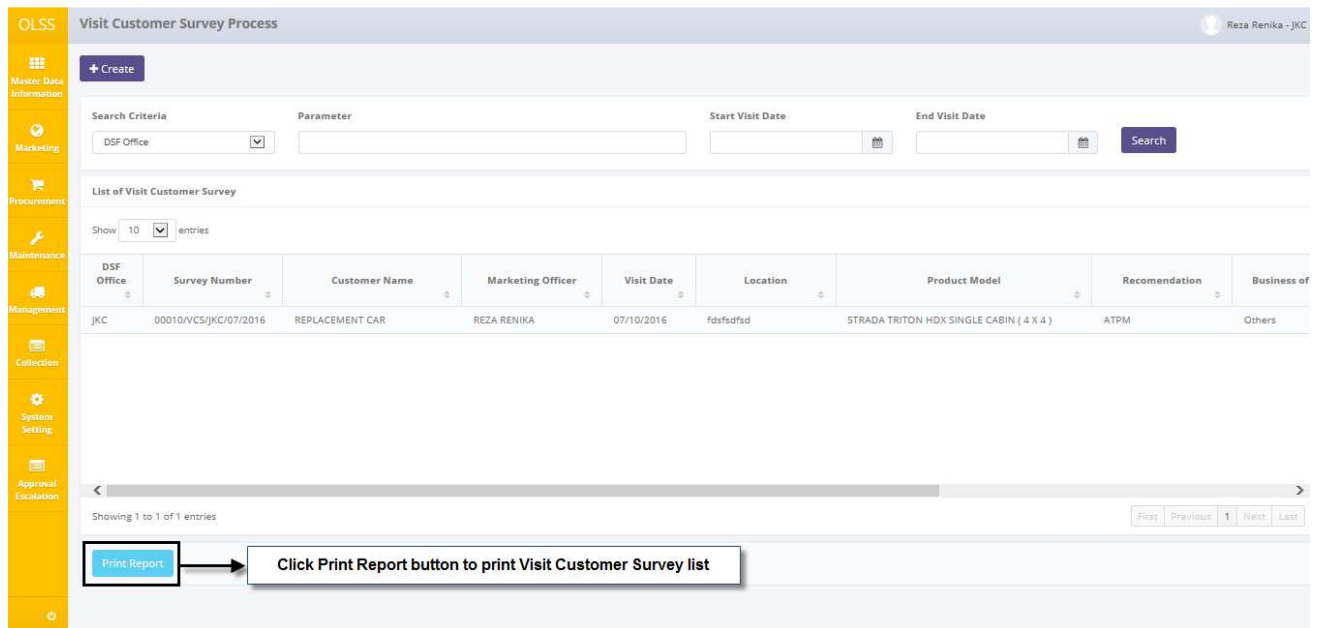 OLSS
Visit Customer Survey Process
Reza Renika - JKC
Master Data
Information
Marketing
Procurement
Maintenance
Management
Collection
System
Setting
Approval
Escalation
+ Create
Search Criteria
Parameter
Start Visit Date
End Visit Date
DSF Office
Search
List of Visit Customer Survey
Show 10 entries
DSF
Office
Survey Number
Customer Name
Marketing Officer
Visit Date
Location
Product Model
Recomendation
Business of
JKC
00010/VCS/JKC/07/2016
REPLACEMENT CAR
REZA RENIKA
07/10/2016
fdsfsdfsd
STRADA TRITON HDX SINGLE CABIN ( 4 X 4 )
ATPM
Others
Showing 1 to 1 of 1 entries
First Previous 1 Next Last
Print Report
Click Print Report button to print Visit Customer Survey list